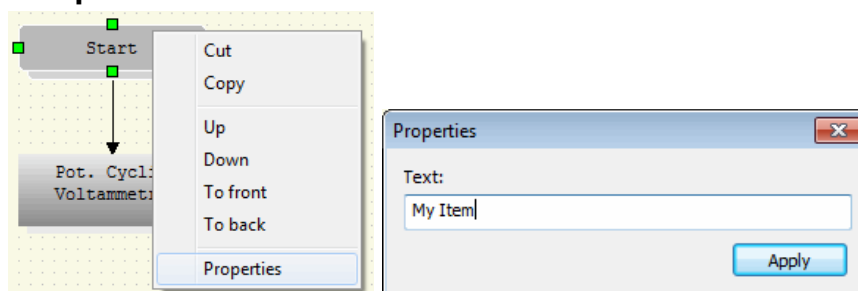 Start
Pot. Cycli
Voltammetr
Cut
Copy
Up
Down
To front
To back
Properties
Properties
Text:
My Item
Apply